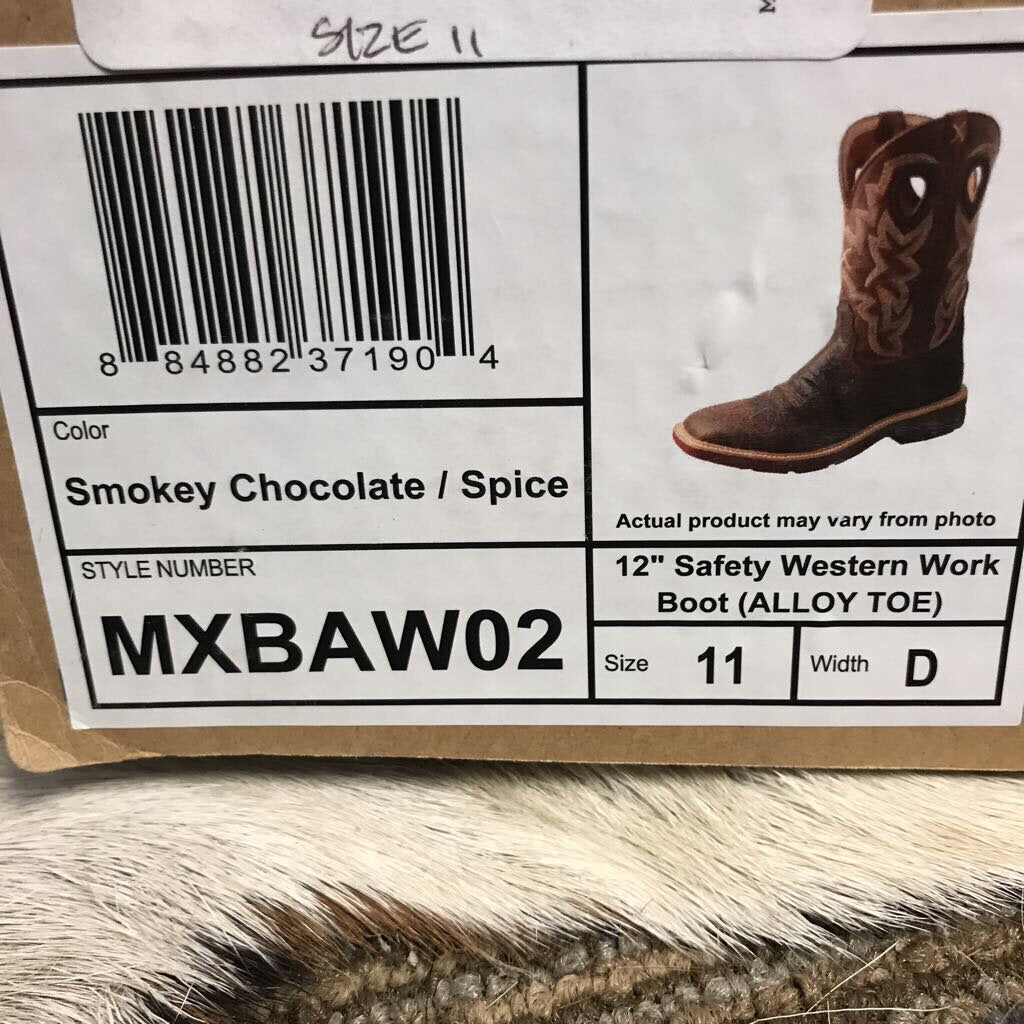 SIZE 11
8 84882 37190 4
Color
Smokey Chocolate / Spice
STYLE NUMBER
MXBAW02
Actual product may vary from photo
12" Safety Western Work
Boot (ALLOY TOE)
Size 11 Width D